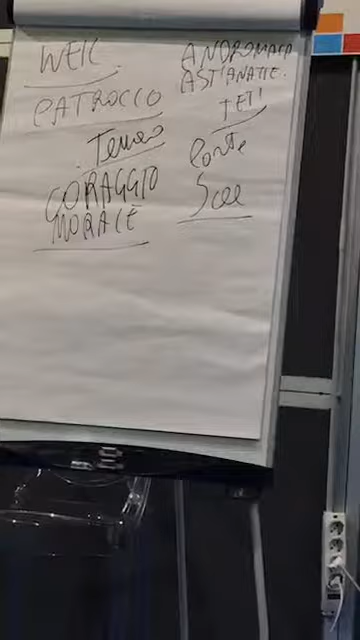 WEIL
PATROCLO
CORAGGIO
MORALE
ANDROMACA
ASTIANATTE.
TETI
Porte
Scee